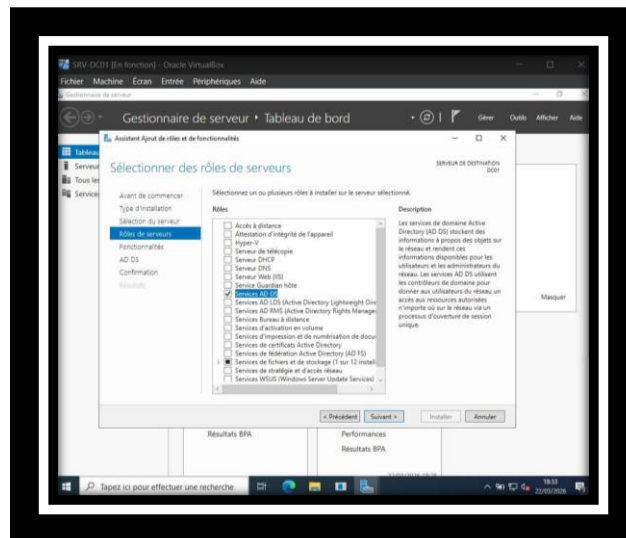 SRV-DC01 [En fonction] - Oracle VirtualBox
Fichier Machine Écran Entrée Périphériques Aide
Gestionnaire de serveur
Gestionnaire de serveur • Tableau de bord
Gérer Outils Afficher Aide
Assistant Ajout de rôles et de fonctionnalités
Tableau
Serveur
Tous les
Services
Sélectionner des rôles de serveurs
SERVEUR DE DESTINATION
DC01
Avant de commencer
Type d'installation
Sélection du serveur
Rôles de serveurs
Fonctionnalités
AD DS
Confirmation
Résultats
Sélectionnez un ou plusieurs rôles à installer sur le serveur sélectionné.
Rôles
Accès à distance
Attestation d'intégrité de l'appareil
Hyper-V
Serveur de télécopie
Serveur DHCP
Serveur DNS
Serveur Web (IIS)
Service Guardian hôte
Services AD DS
Services AD LDS (Active Directory Lightweight Dire
Services AD RMS (Active Directory Rights Manage
Services Bureau à distance
Services d'activation en volume
Services d'impression et de numérisation de docu
Services de certificats Active Directory
Services de fédération Active Directory (AD FS)
Services de fichiers et de stockage (1 sur 12 install
Services de stratégie et d'accès réseau
Services WSUS (Windows Server Update Services)
Description
Les services de domaine Active
Directory (AD DS) stockent des
informations à propos des objets sur
le réseau et rendent ces
informations disponibles pour les
utilisateurs et les administrateurs du
réseau. Les services AD DS utilisent
les contrôleurs de domaine pour
donner aux utilisateurs du réseau un
accès aux ressources autorisées
n'importe où sur le réseau via un
processus d'ouverture de session
unique.
Masquer
< Précédent Suivant > Installer Annuler
Résultats BPA
Performances
Résultats BPA
Tapez ici pour effectuer une recherche
18:33
22/03/2026